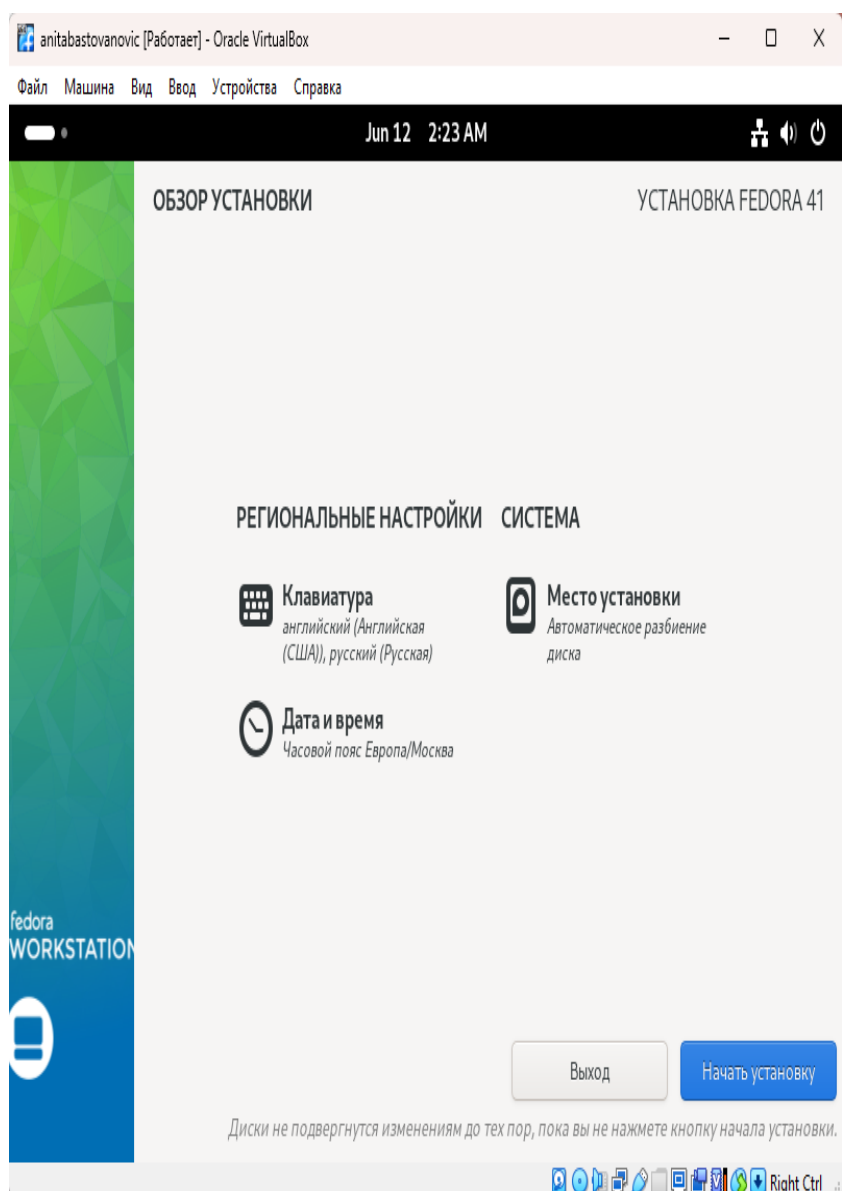 anitabastovanovic [Работает] - Oracle VirtualBox
Файл Машина Вид Ввод Устройства Справка
Jun 12 2:23 AM
ОБЗОР УСТАНОВКИ
УСТАНОВКА FEDORA 41
РЕГИОНАЛЬНЫЕ НАСТРОЙКИ
СИСТЕМА
Клавиатура
английский (Английская
(США)), русский (Русская)
Место установки
Автоматическое разбиение
диска
Дата и время
Часовой пояс Европа/Москва
fedora
WORKSTATION
Выход
Начать установку
Диски не подвергнутся изменениям до тех пор, пока вы не нажмете кнопку начала установки.
Right Ctrl